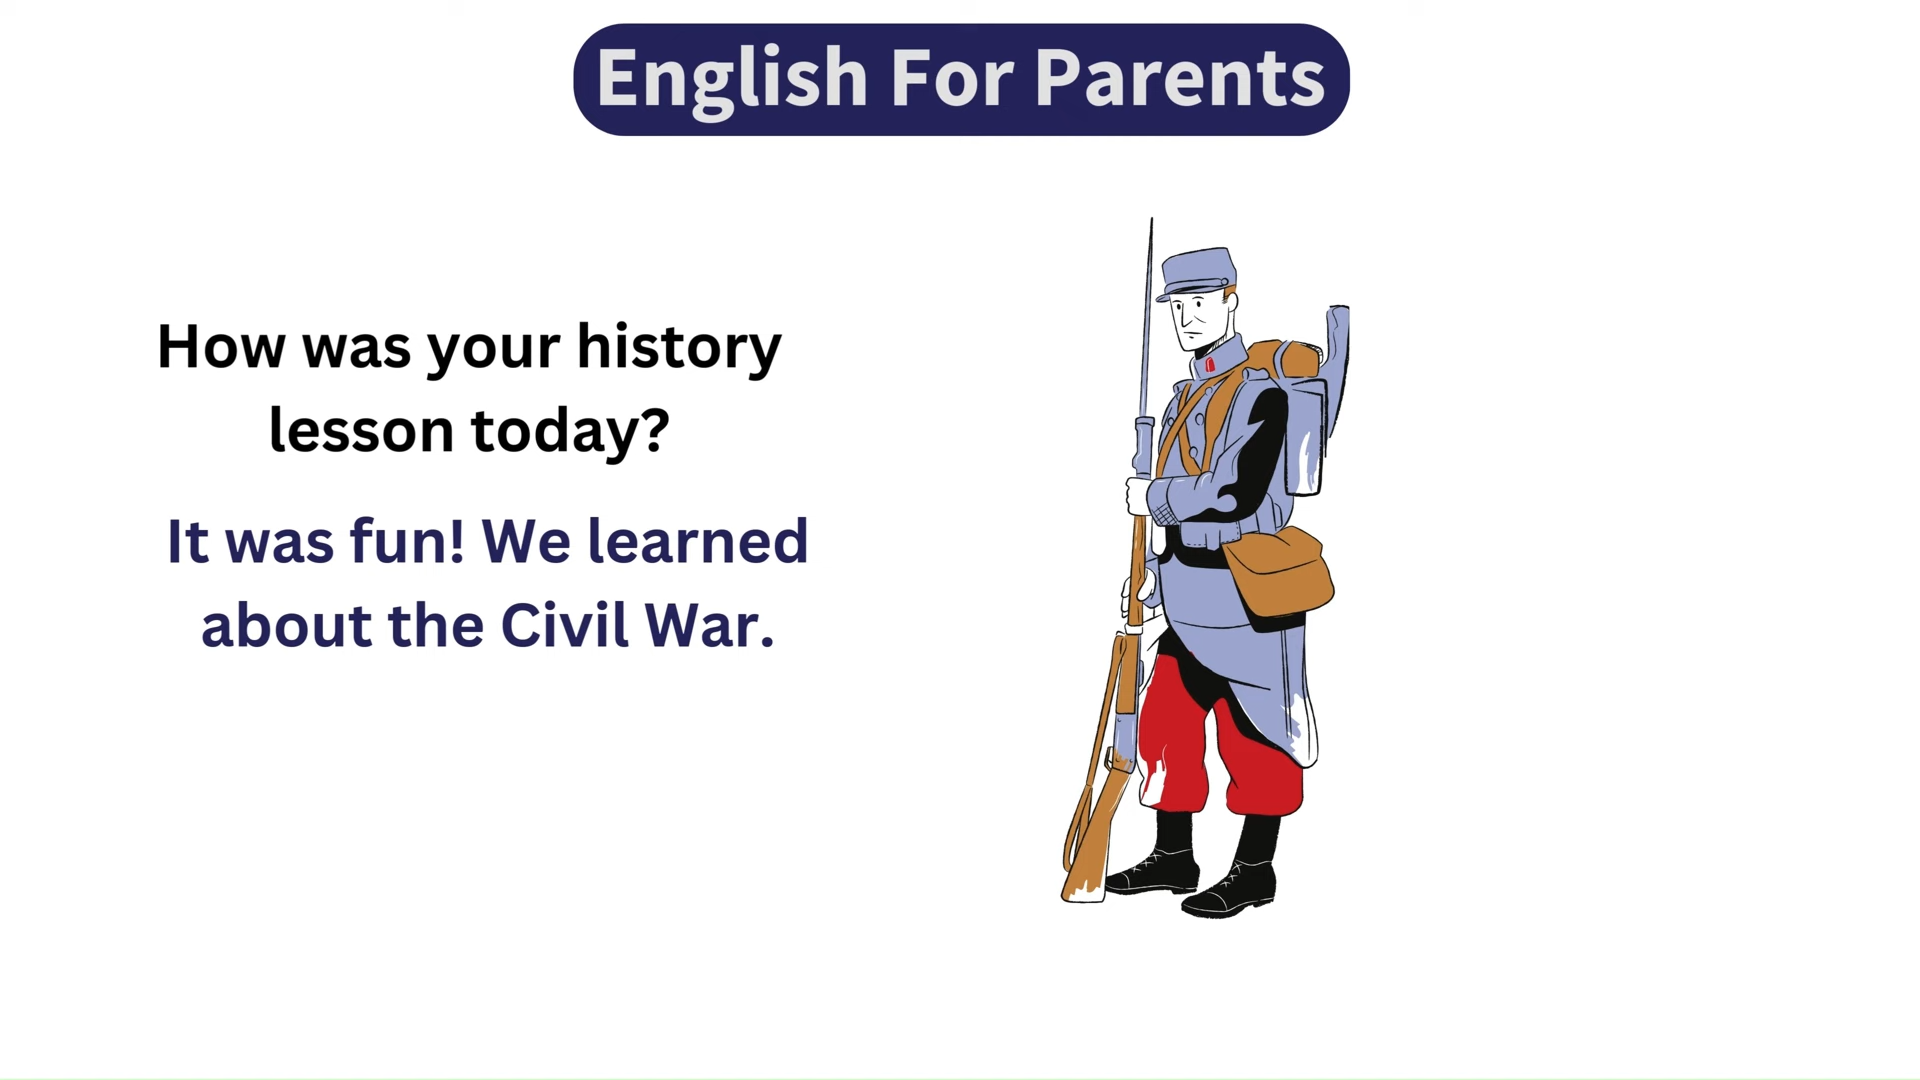 English For Parents
How was your history
lesson today?
It was fun! We learned
about the Civil War.